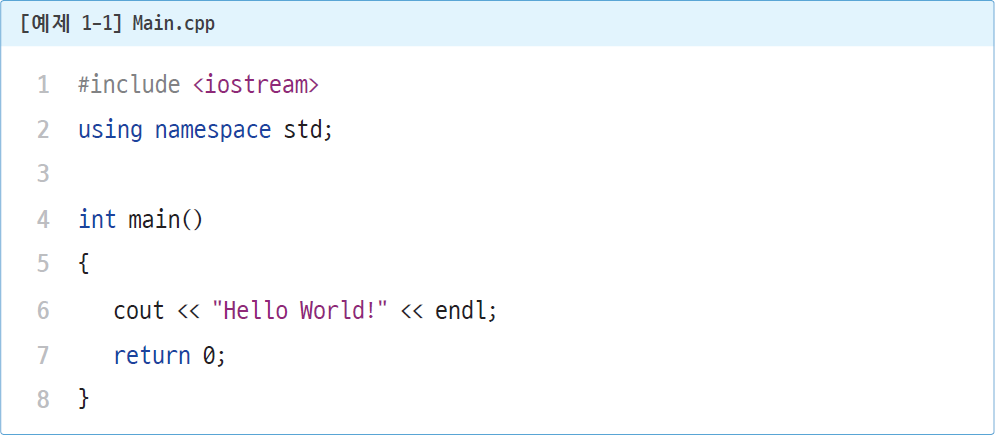 [예제 1-1] Main.cpp
1 #include <iostream>
2 using namespace std;
3
4 int main()
5 {
6 cout << "Hello World!" << endl;
7 return 0;
8 }